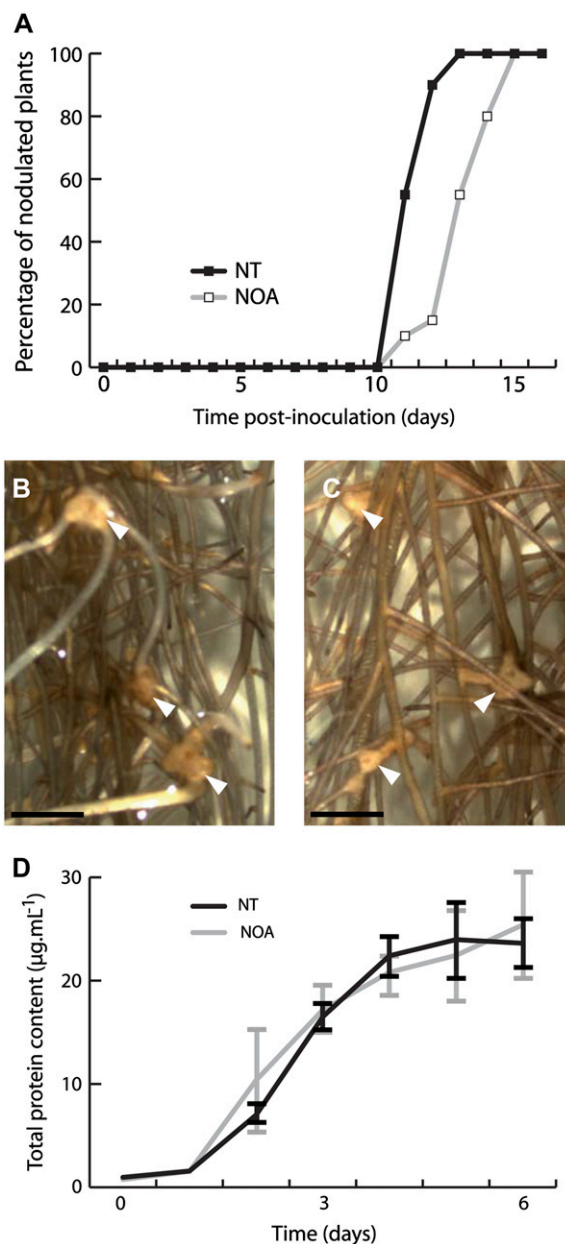 A
Percentage of nodulated plants
100
80
60
40
20
0
NT
NOA
0
5
10
15
Time post-inoculation (days)
B
C
D
Total protein content (µg.mL-1)
30
20
10
0
NT
NOA
0
3
6
Time (days)